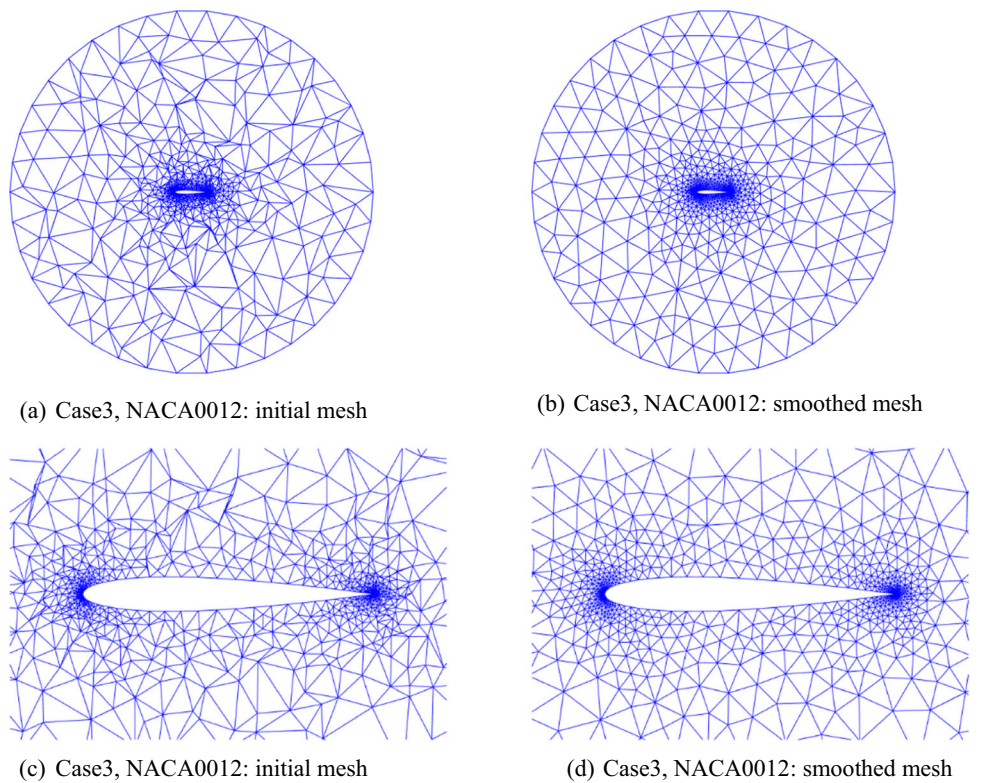 (a) Case3, NACA0012: initial mesh
(b) Case3, NACA0012: smoothed mesh
(c) Case3, NACA0012: initial mesh
(d) Case3, NACA0012: smoothed mesh